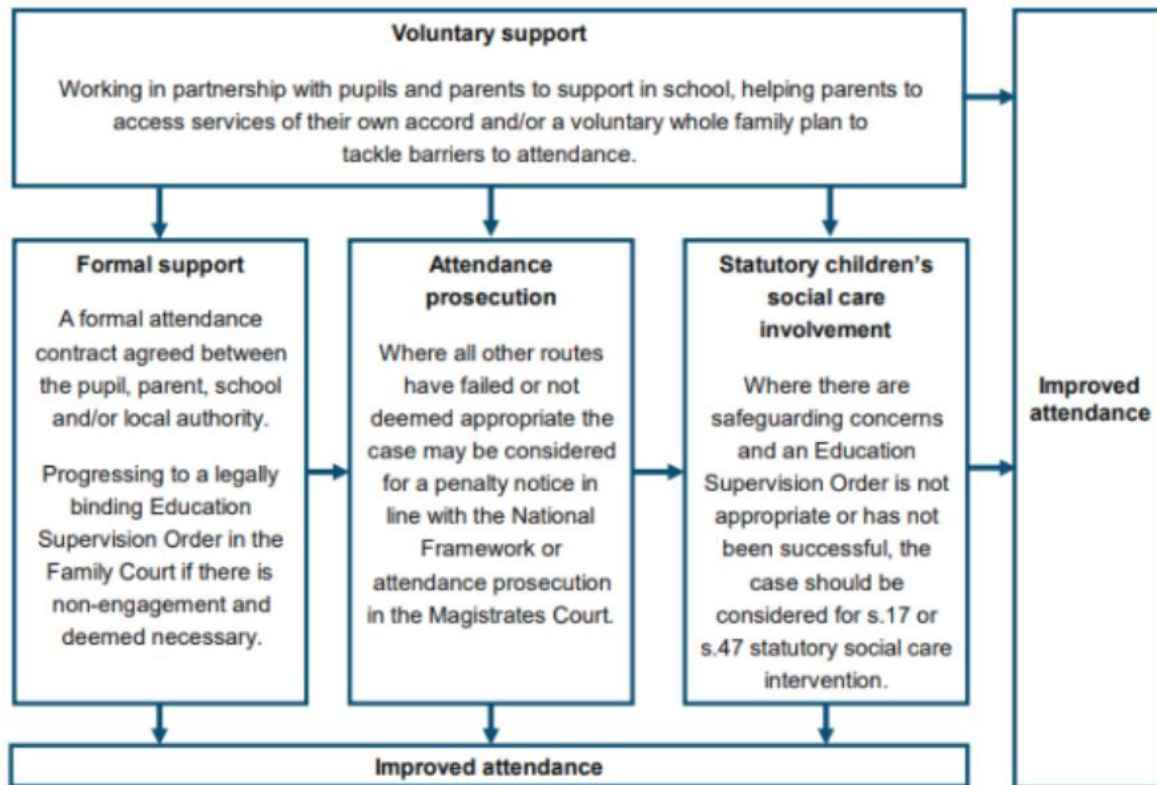 Voluntary support
Working in partnership with pupils and parents to support in school, helping parents to
access services of their own accord and/or a voluntary whole family plan to
tackle barriers to attendance.
Formal support
A formal attendance
contract agreed between
the pupil, parent, school
and/or local authority.
Progressing to a legally
binding Education
Supervision Order in the
Family Court if there is
non-engagement and
deemed necessary.
Attendance
prosecution
Where all other routes
have failed or not
deemed appropriate the
case may be considered
for a penalty notice in
line with the National
Framework or
attendance prosecution
in the Magistrates Court.
Statutory children's
social care
involvement
Where there are
safeguarding concerns
and an Education
Supervision Order is not
appropriate or has not
been successful, the
case should be
considered for s.17 or
s.47 statutory social care
intervention.
Improved
attendance
Improved attendance